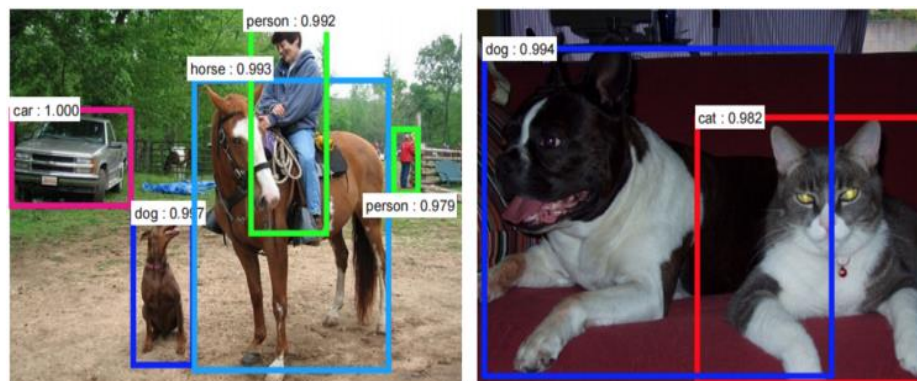 person : 0.992
horse : 0.993
car : 1.000
dog : 0.997
person : 0.979
dog : 0.994
cat : 0.982